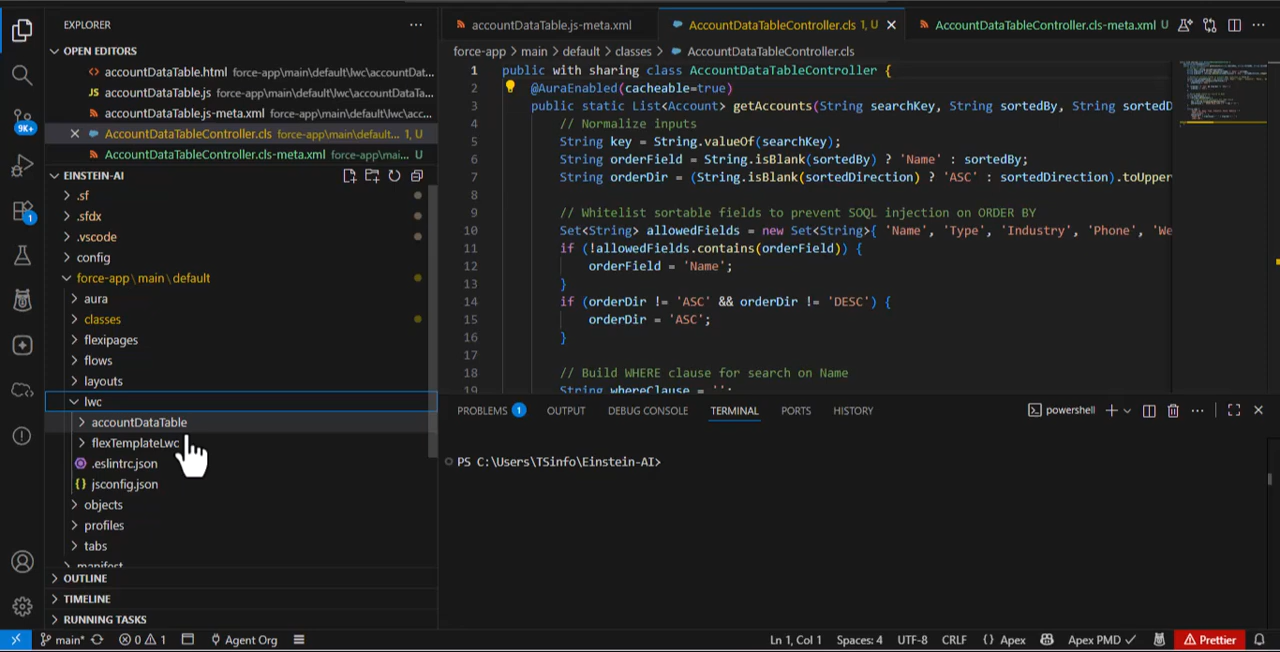 EXPLORER
OPEN EDITORS
accountDataTable.html force-app\main\default\lwc\accountDat...
JS accountDataTable.js force-app\main\default\lwc\accountDataTa...
accountDataTable.js-meta.xml force-app\main\default\lwc\acc...
AccountDataTableController.cls force-app\main\default... 1, U
AccountDataTableController.cls-meta.xml force-app\mai... U
EINSTEIN-AI
.sf
.sfdx
.vscode
config
force-app\main\default
aura
classes
flexipages
flows
layouts
lwc
accountDataTable
flexTemplateLwc
.eslintrc.json
{} jsconfig.json
objects
profiles
tabs
manifest
OUTLINE
TIMELINE
RUNNING TASKS
9K+
1
accountDataTable.js-meta.xml
AccountDataTableController.cls 1, U
AccountDataTableController.cls-meta.xml U
force-app > main > default > classes > AccountDataTableController.cls
1 public with sharing class AccountDataTableController {
2 @AuraEnabled(cacheable=true)
3 public static List<Account> getAccounts(String searchKey, String sortedBy, String sortedD
4 // Normalize inputs
5 String key = String.valueOf(searchKey);
6 String orderField = String.isBlank(sortedBy) ? 'Name' : sortedBy;
7 String orderDir = (String.isBlank(sortedDirection) ? 'ASC' : sortedDirection).toUpper
8
9 // Whitelist sortable fields to prevent SOQL injection on ORDER BY
10 Set<String> allowedFields = new Set<String>{ 'Name', 'Type', 'Industry', 'Phone', 'We
11 if (!allowedFields.contains(orderField)) {
12 orderField = 'Name';
13 }
14 if (orderDir != 'ASC' && orderDir != 'DESC') {
15 orderDir = 'ASC';
16 }
17
18 // Build WHERE clause for search on Name
19 String whereClause = '';
PROBLEMS 1 OUTPUT DEBUG CONSOLE TERMINAL PORTS HISTORY
powershell
PS C:\Users\TSinfo\Einstein-AI>
main* 0 1 Agent Org
Ln 1, Col 1 Spaces: 4 UTF-8 CRLF {} Apex Apex PMD Prettier